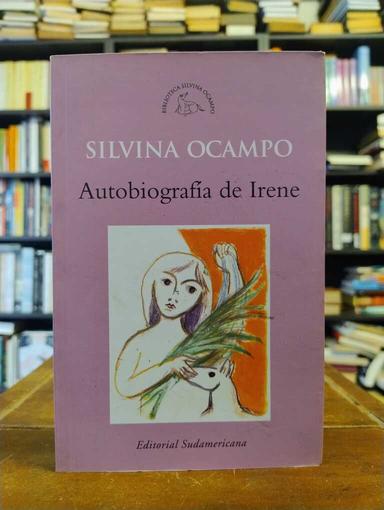 BIBLIOTECA SILVINA OCAMPO
SILVINA OCAMPO
Autobiografía de Irene
Editorial Sudamericana